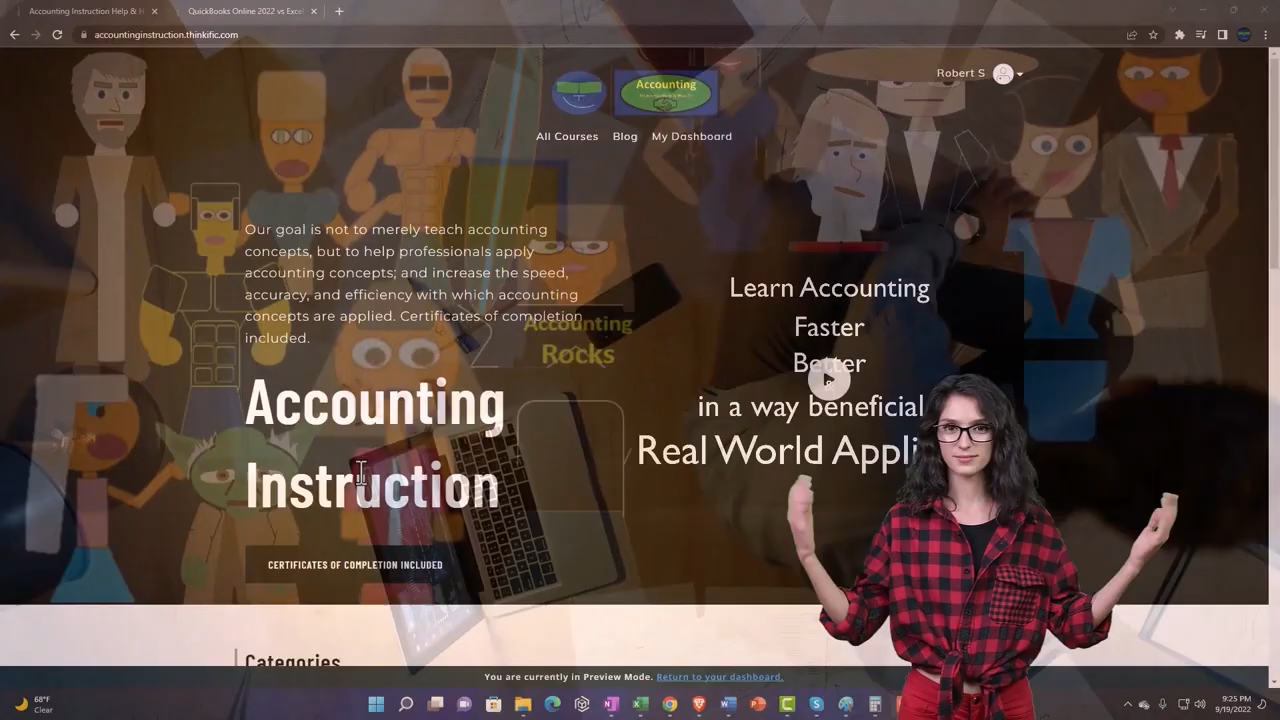 Accounting Instruction Help & H
QuickBooks Online 2022 vs Exce
accountinginstruction.thinkific.com
Robert S
Accounting
All Courses
Blog
My Dashboard
Our goal is not to merely teach accounting
concepts, but to help professionals apply
accounting concepts; and increase the speed,
accuracy, and efficiency with which accounting
concepts are applied. Certificates of completion
included.
Accounting
Rocks
Learn Accounting
Faster
Better
in a way beneficial
Real World Appli
Accounting
Instruction
CERTIFICATES OF COMPLETION INCLUDED
Categories
You are currently in Preview Mode. Return to your dashboard.
68°F
Clear
9:25 PM
9/19/2022